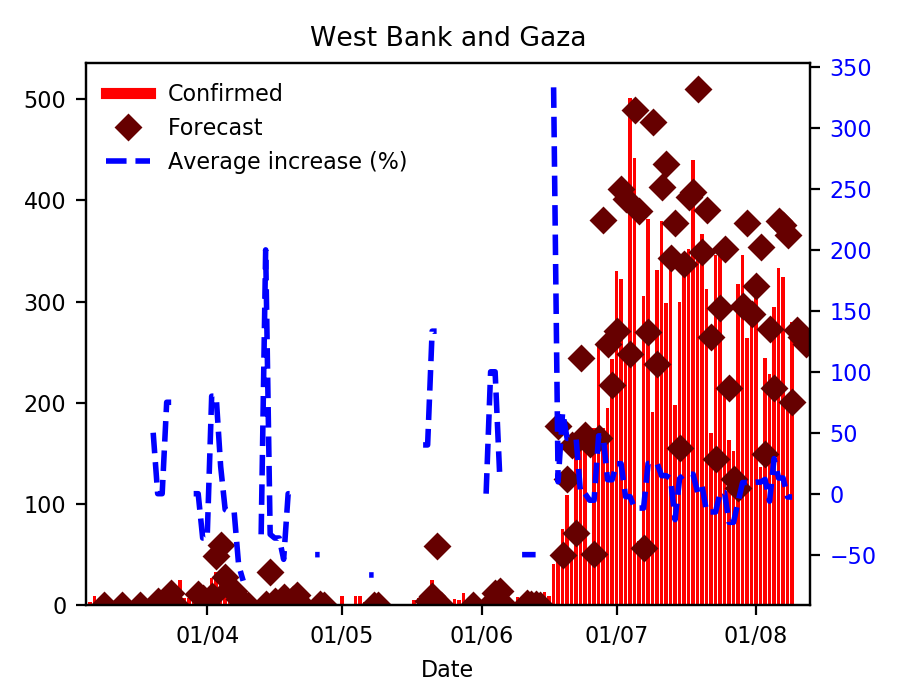 West Bank and Gaza
Confirmed
Forecast
Average increase (%)
500
400
300
200
100
0
350
300
250
200
150
100
50
0
−50
01/04 01/05 01/06 01/07 01/08
Date